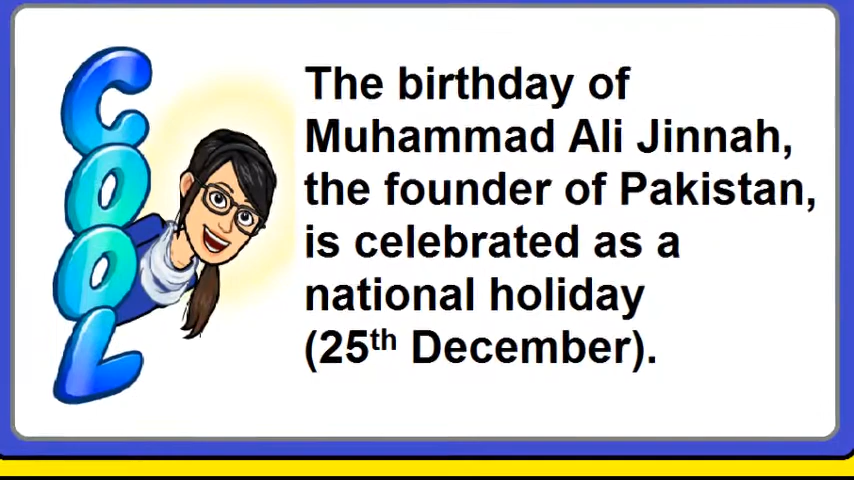 COOL
The birthday of
Muhammad Ali Jinnah,
the founder of Pakistan,
is celebrated as a
national holiday
(25th December).